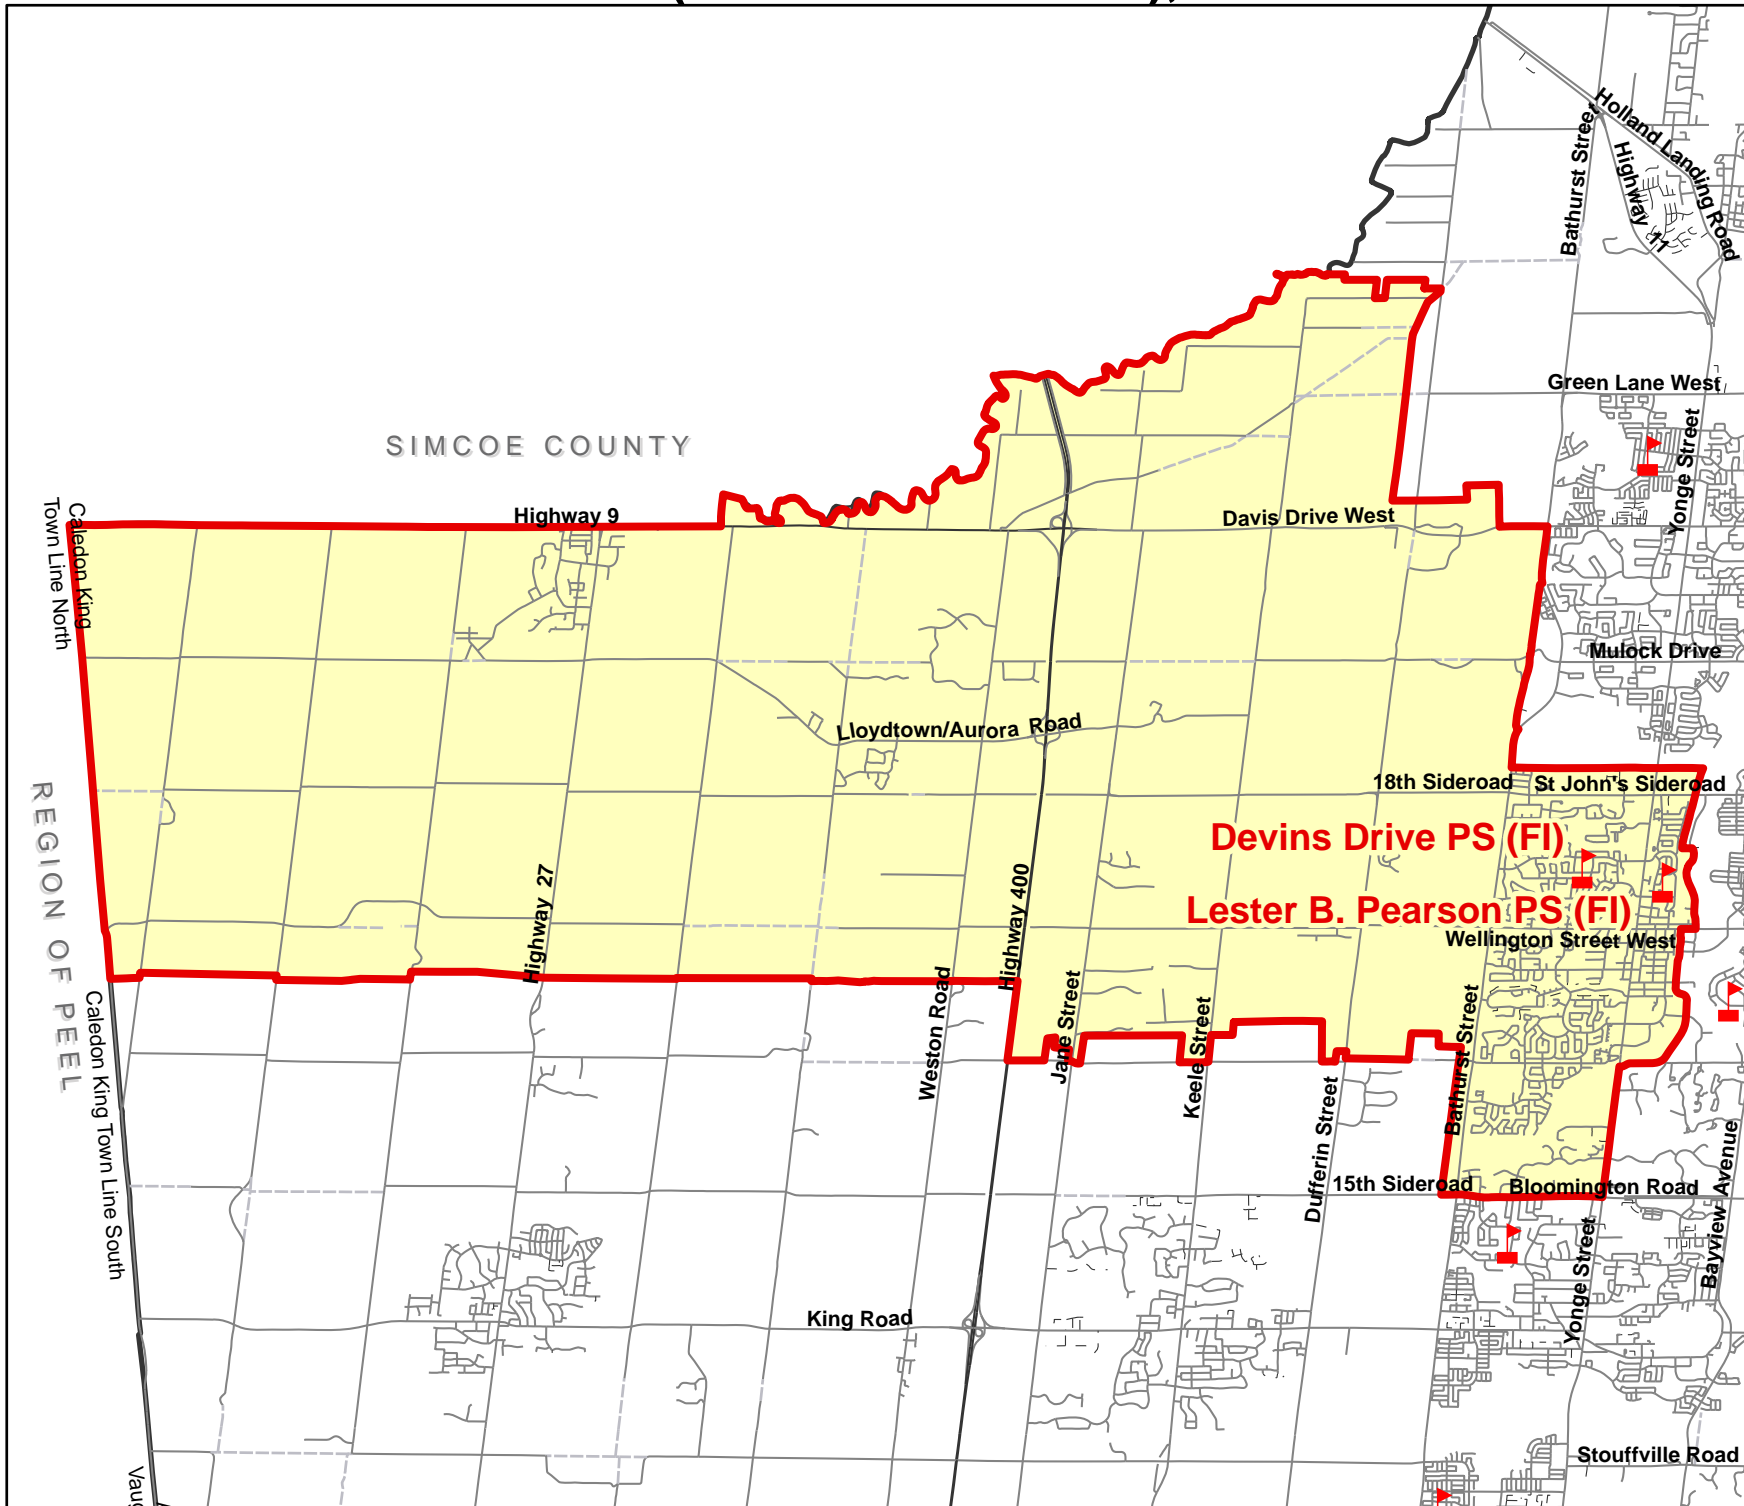 Holland Landing Road
Bathurst Street
Highway 11
Green Lane West
Yonge Street
SIMCOE COUNTY
Caledon King
Town Line North
Highway 9
Davis Drive West
Mulock Drive
Lloydtown/Aurora Road
18th Sideroad
St John's Sideroad
REGION OF PEEL
Devins Drive PS (FI)
Highway 27
Highway 400
Lester B. Pearson PS (FI)
Wellington Street West
Weston Road
Jane Street
Keele Street
Bathurst Street
Caledon King Town Line South
Dufferin Street
15th Sideroad
Bloomington Road
Bayview Avenue
Yonge Street
King Road
Stouffville Road